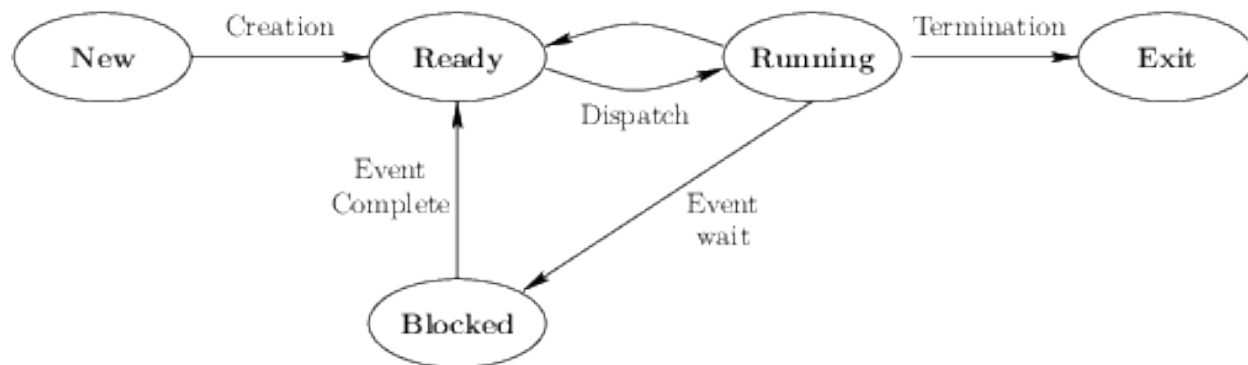 Creation
Termination
New
Ready
Running
Exit
Dispatch
Event
Complete
Event
wait
Blocked